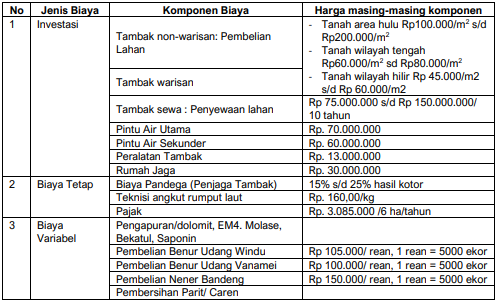 No Jenis Biaya Komponen Biaya Harga masing-masing komponen
1 Investasi Tambak non-warisan: Pembelian Lahan
- Tanah area hulu Rp100.000/m² s/d Rp200.000/m²
- Tanah wilayah tengah Rp60.000/m² sd Rp80.000/m²
- Tanah wilayah hilir Rp 45.000/m2 s/d Rp 60.000/m2
Tambak warisan
Tambak sewa : Penyewaan lahan Rp 75.000.000 s/d Rp 150.000.000/ 10 tahun
Pintu Air Utama Rp. 70.000.000
Pintu Air Sekunder Rp. 60.000.000
Peralatan Tambak Rp. 13.000.000
Rumah Jaga Rp. 30.000.000
2 Biaya Tetap Biaya Pandega (Penjaga Tambak) 15% s/d 25% hasil kotor
Teknisi angkut rumput laut Rp. 160,00/kg
Pajak Rp. 3.085.000 /6 ha/tahun
3 Biaya Variabel Pengapuran/dolomit, EM4. Molase, Bekatul, Saponin
Pembelian Benur Udang Windu Rp 105.000/ rean, 1 rean = 5000 ekor
Pembelian Benur Udang Vanamei Rp 100.000/ rean, 1 rean = 5000 ekor
Pembelian Nener Bandeng Rp 150.000/ rean, 1 rean = 5000 ekor
Pembersihan Parit/ Caren